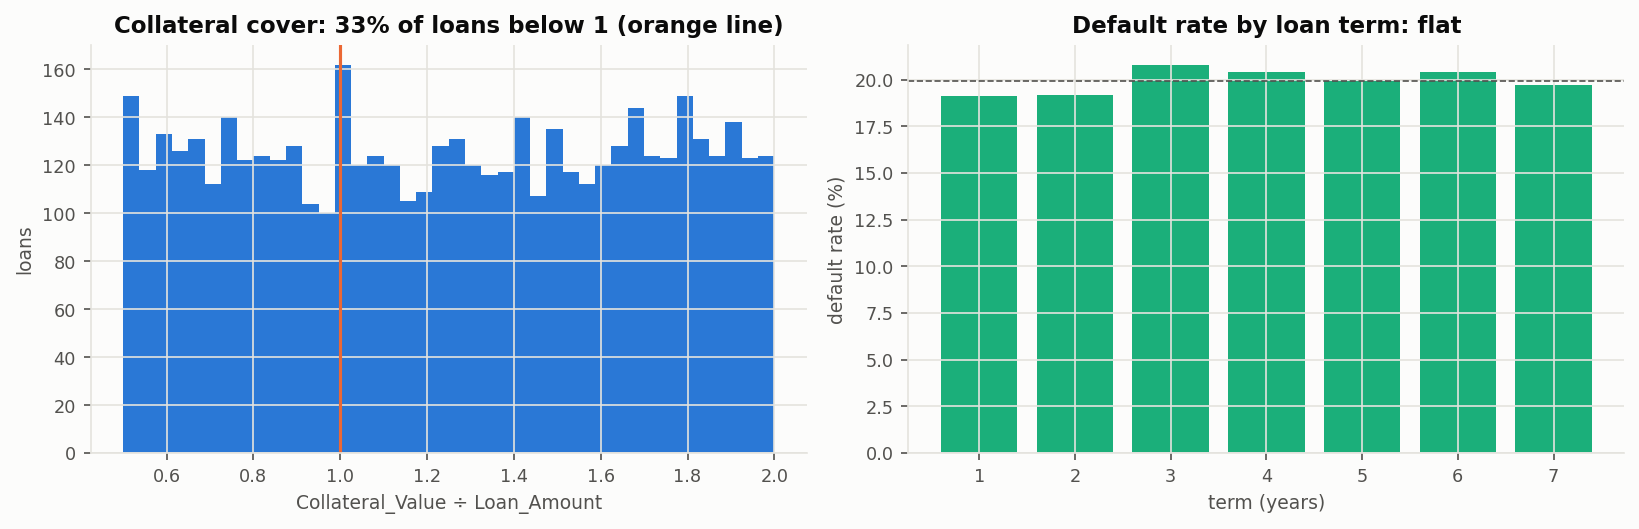 Collateral cover: 33% of loans below 1 (orange line)
160
140
120
100
80
60
40
20
0
loans
0.6 0.8 1.0 1.2 1.4 1.6 1.8 2.0
Collateral_Value ÷ Loan_Amount
Default rate by loan term: flat
20.0
17.5
15.0
12.5
10.0
7.5
5.0
2.5
0.0
default rate (%)
1 2 3 4 5 6 7
term (years)